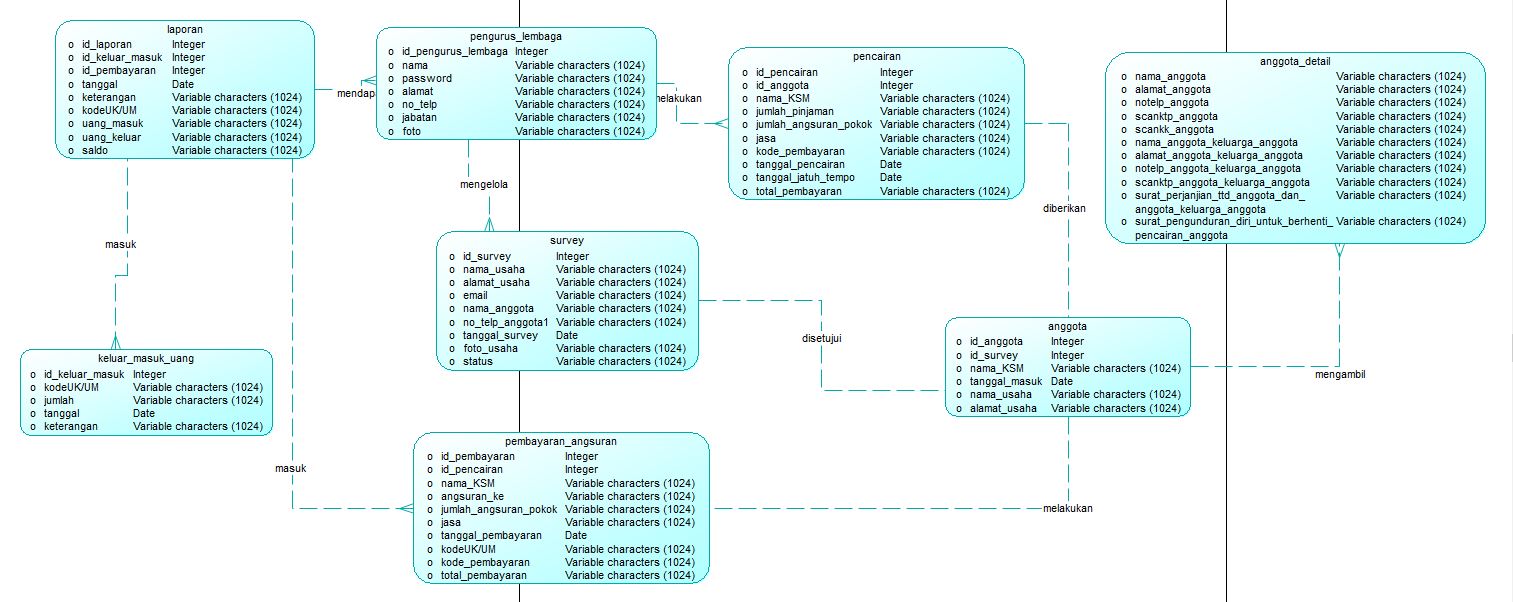 laporan
o id_laporan Integer
o id_keluar_masuk Integer
o id_pembayaran Integer
o tanggal Date
o keterangan Variable characters (1024)
o kodeUK/UM Variable characters (1024)
o uang_masuk Variable characters (1024)
o uang_keluar Variable characters (1024)
o saldo Variable characters (1024)
mendap
pengurus_lembaga
o id_pengurus_lembaga Integer
o nama Variable characters (1024)
o password Variable characters (1024)
o alamat Variable characters (1024)
o no_telp Variable characters (1024)
o jabatan Variable characters (1024)
o foto Variable characters (1024)
elakukan
pencairan
o id_pencairan Integer
o id_anggota Integer
o nama_KSM Variable characters (1024)
o jumlah_pinjaman Variable characters (1024)
o jumlah_angsuran_pokok Variable characters (1024)
o jasa Variable characters (1024)
o kode_pembayaran Variable characters (1024)
o tanggal_pencairan Date
o tanggal_jatuh_tempo Date
o total_pembayaran Variable characters (1024)
anggota_detail
o nama_anggota Variable characters (1024)
o alamat_anggota Variable characters (1024)
o notelp_anggota Variable characters (1024)
o scanktp_anggota Variable characters (1024)
o scankk_anggota Variable characters (1024)
o nama_anggota_keluarga_anggota Variable characters (1024)
o alamat_anggota_keluarga_anggota Variable characters (1024)
o notelp_anggota_keluarga_anggota Variable characters (1024)
o scanktp_anggota_keluarga_anggota Variable characters (1024)
o surat_perjanjian_ttd_anggota_dan_ Variable characters (1024)
anggota_keluarga_anggota
o surat_pengunduran_diri_untuk_berhenti_ Variable characters (1024)
pencairan_anggota
mengelola
diberikan
masuk
survey
o id_survey Integer
o nama_usaha Variable characters (1024)
o alamat_usaha Variable characters (1024)
o email Variable characters (1024)
o nama_anggota Variable characters (1024)
o no_telp_anggota1 Variable characters (1024)
o tanggal_survey Date
o foto_usaha Variable characters (1024)
o status Variable characters (1024)
disetujui
anggota
o id_anggota Integer
o id_survey Integer
o nama_KSM Variable characters (1024)
o tanggal_masuk Date
o nama_usaha Variable characters (1024)
o alamat_usaha Variable characters (1024)
mengambil
keluar_masuk_uang
o id_keluar_masuk Integer
o kodeUK/UM Variable characters (1024)
o jumlah Variable characters (1024)
o tanggal Date
o keterangan Variable characters (1024)
masuk
pembayaran_angsuran
o id_pembayaran Integer
o id_pencairan Integer
o nama_KSM Variable characters (1024)
o angsuran_ke Variable characters (1024)
o jumlah_angsuran_pokok Variable characters (1024)
o jasa Variable characters (1024)
o tanggal_pembayaran Date
o kodeUK/UM Variable characters (1024)
o kode_pembayaran Variable characters (1024)
o total_pembayaran Variable characters (1024)
melakukan